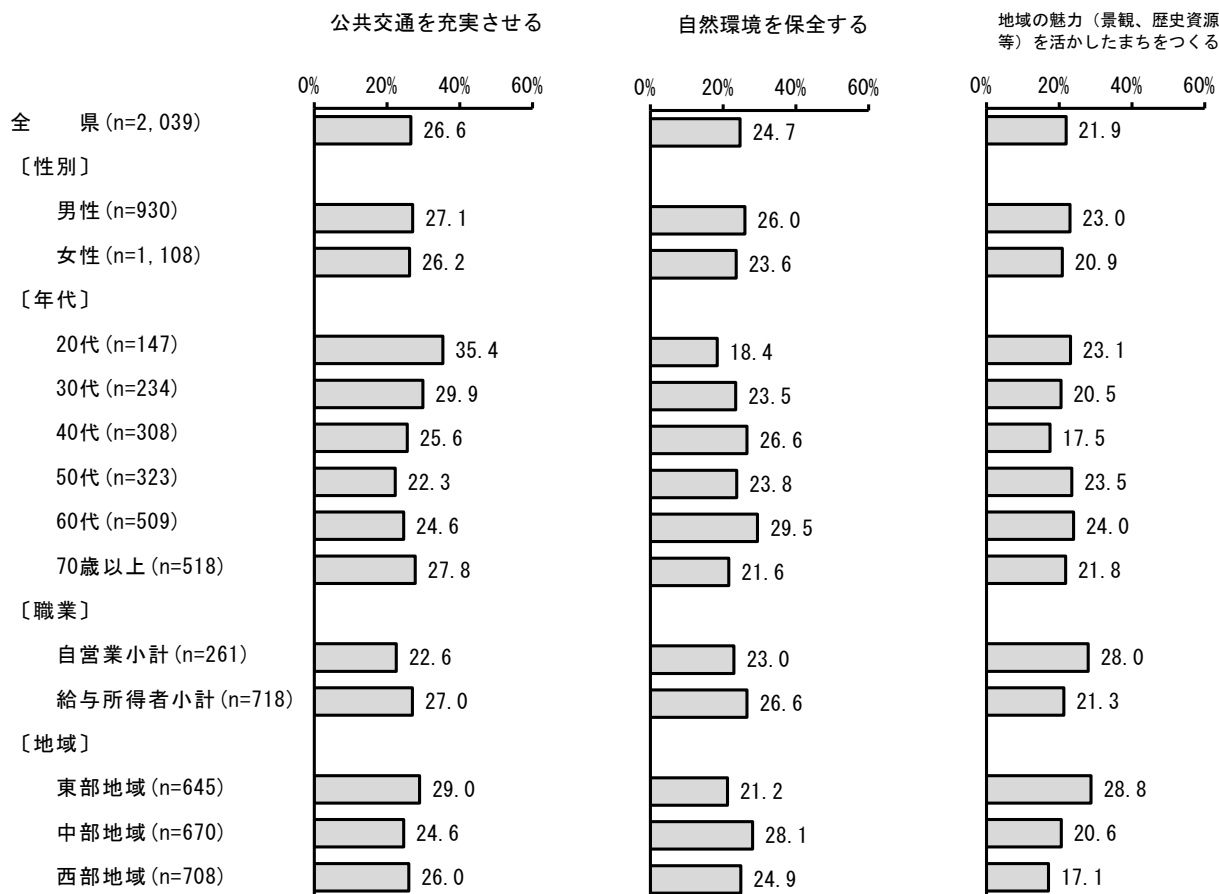 公共交通を充実させる 自然環境を保全する 地域の魅力（景観、歴史資源
等）を活かしたまちをつくる
0% 20% 40% 60% 0% 20% 40% 60% 0% 20% 40% 60%
全　　県(n=2,039) 26.6 24.7 21.9
〔性別〕
男性(n=930) 27.1 26.0 23.0
女性(n=1,108) 26.2 23.6 20.9
〔年代〕
20代(n=147) 35.4 18.4 23.1
30代(n=234) 29.9 23.5 20.5
40代(n=308) 25.6 26.6 17.5
50代(n=323) 22.3 23.8 23.5
60代(n=509) 24.6 29.5 24.0
70歳以上(n=518) 27.8 21.6 21.8
〔職業〕
自営業小計(n=261) 22.6 23.0 28.0
給与所得者小計(n=718) 27.0 26.6 21.3
〔地域〕
東部地域(n=645) 29.0 21.2 28.8
中部地域(n=670) 24.6 28.1 20.6
西部地域(n=708) 26.0 24.9 17.1